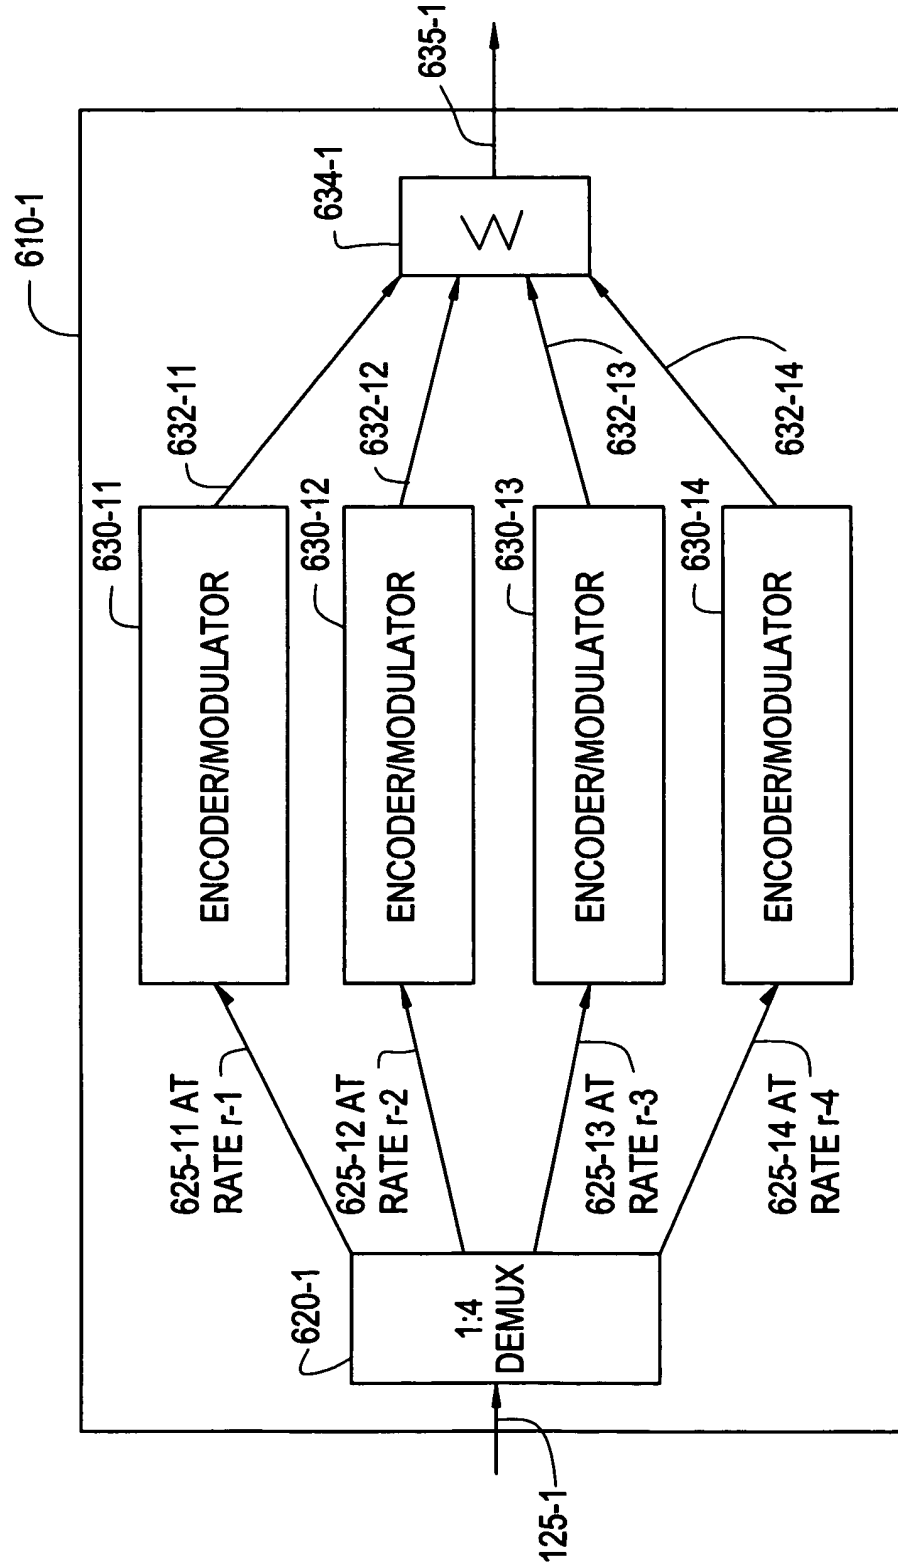 610-1
125-1
620-1
1:4
DEMUX
625-11 AT
RATE r-1
625-12 AT
RATE r-2
625-13 AT
RATE r-3
625-14 AT
RATE r-4
630-11
ENCODER/MODULATOR
630-12
ENCODER/MODULATOR
630-13
ENCODER/MODULATOR
630-14
ENCODER/MODULATOR
632-11
632-12
632-13
632-14
634-1
Σ
635-1